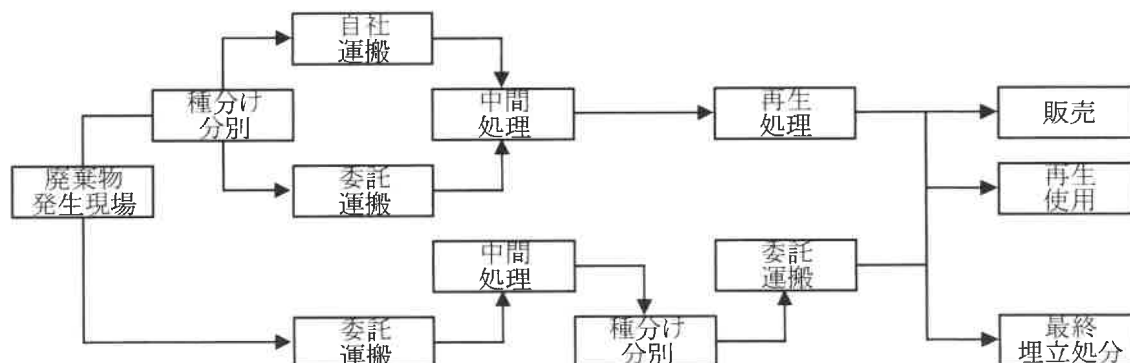 自社
運搬
種分け
分別
中間
処理
再生
処理
販売
廃棄物
発生現場
委託
運搬
再生
使用
中間
処理
委託
運搬
委託
運搬
種分け
分別
最終
埋立処分